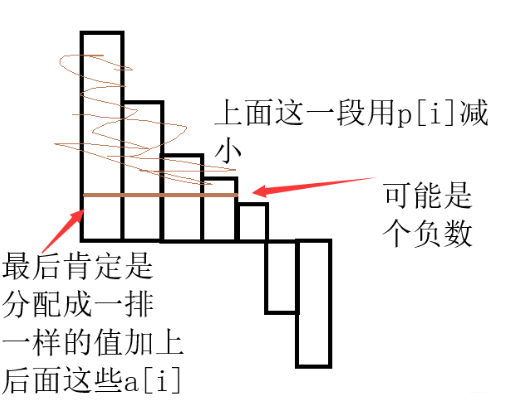 上面这一段用p[i]减
小
可能是
个负数
最后肯定是
分配成一排
一样的值加上
后面这些a[i]